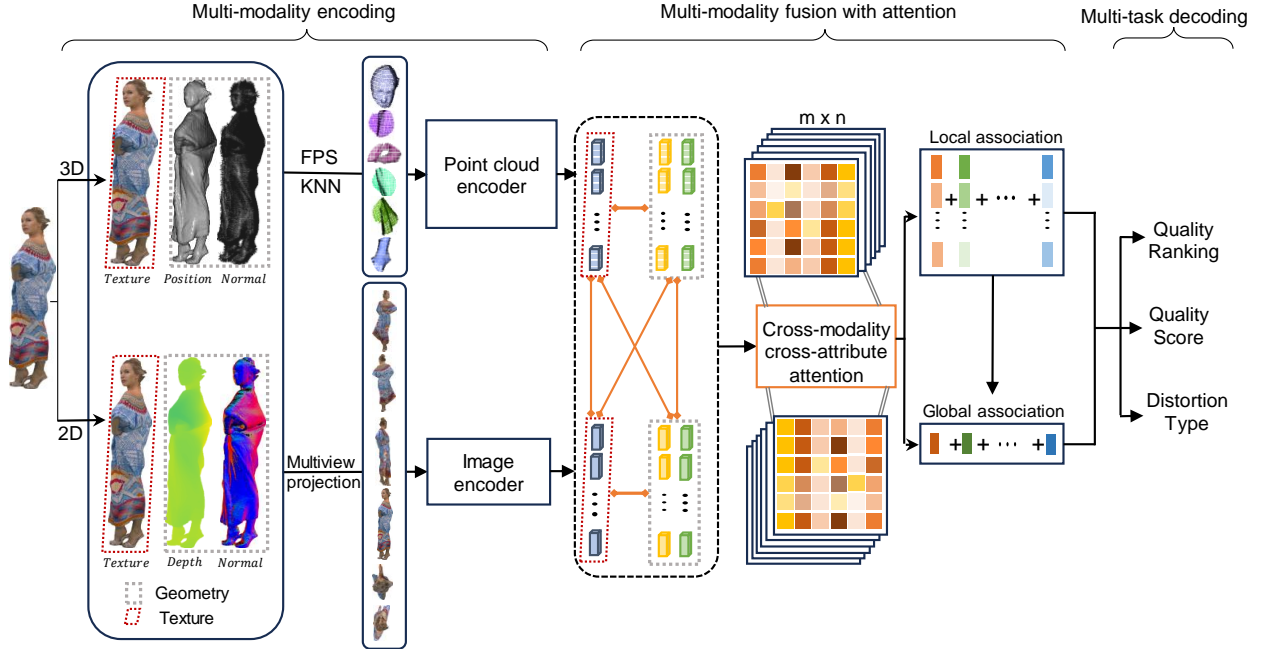 Multi-modality encoding
Multi-modality fusion with attention
Multi-task decoding
3D
Texture
Position
Normal
FPS
KNN
Point cloud
encoder
2D
Texture
Depth
Normal
Geometry
Texture
Multiview
projection
Image
encoder
m x n
Cross-modality
cross-attribute
attention
Local association
+
+
•••
+
Global association
+
+
•••
+
Quality
Ranking
Quality
Score
Distortion
Type